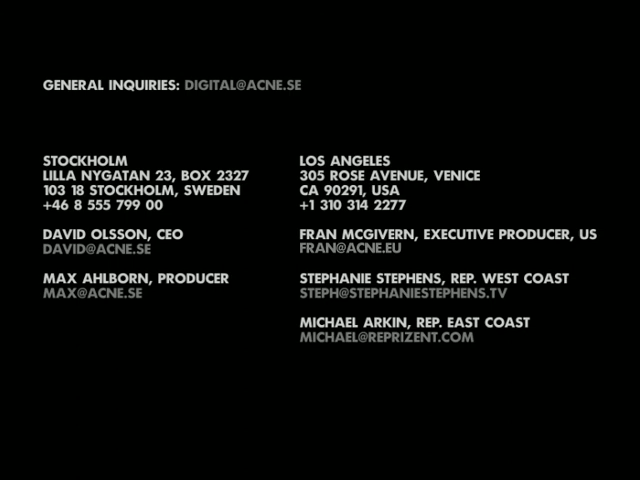 GENERAL INQUIRIES: DIGITAL@ACNE.SE
STOCKHOLM
LILLA NYGATAN 23, BOX 2327
103 18 STOCKHOLM, SWEDEN
+46 8 555 799 00
DAVID OLSSON, CEO
DAVID@ACNE.SE
MAX AHLBORN, PRODUCER
MAX@ACNE.SE
LOS ANGELES
305 ROSE AVENUE, VENICE
CA 90291, USA
+1 310 314 2277
FRAN MCGIVERN, EXECUTIVE PRODUCER, US
FRAN@ACNE.EU
STEPHANIE STEPHENS, REP. WEST COAST
STEPH@STEPHANIESTEPHENS.TV
MICHAEL ARKIN, REP. EAST COAST
MICHAEL@REPRIZENT.COM